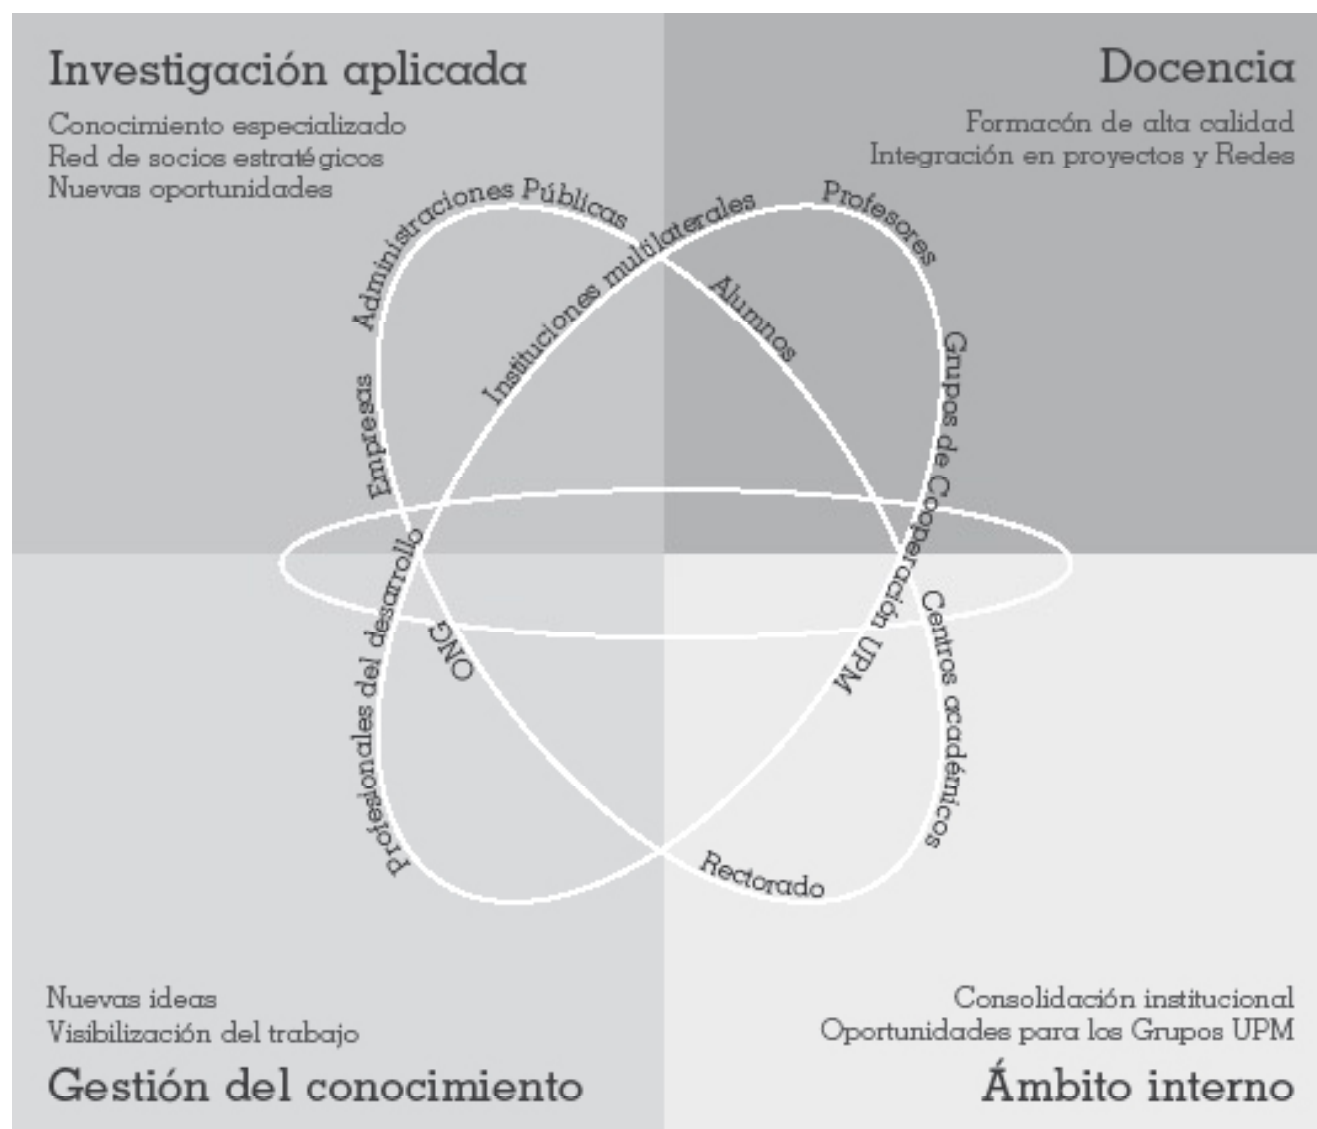 Investigación aplicada
Conocimiento especializado
Red de socios estratégicos
Nuevas oportunidades
Docencia
Formacón de alta calidad
Integración en proyectos y Redes
Administraciones Públicas
Instituciones multilaterales
Profesores
Alumnos
Empresas
Grupos de Cooperación UPM
Profesionales del desarrollo
ONG
Centros académicos
Rectorado
Nuevas ideas
Visibilización del trabajo
Gestión del conocimiento
Consolidación institucional
Oportunidades para los Grupos UPM
Ámbito interno